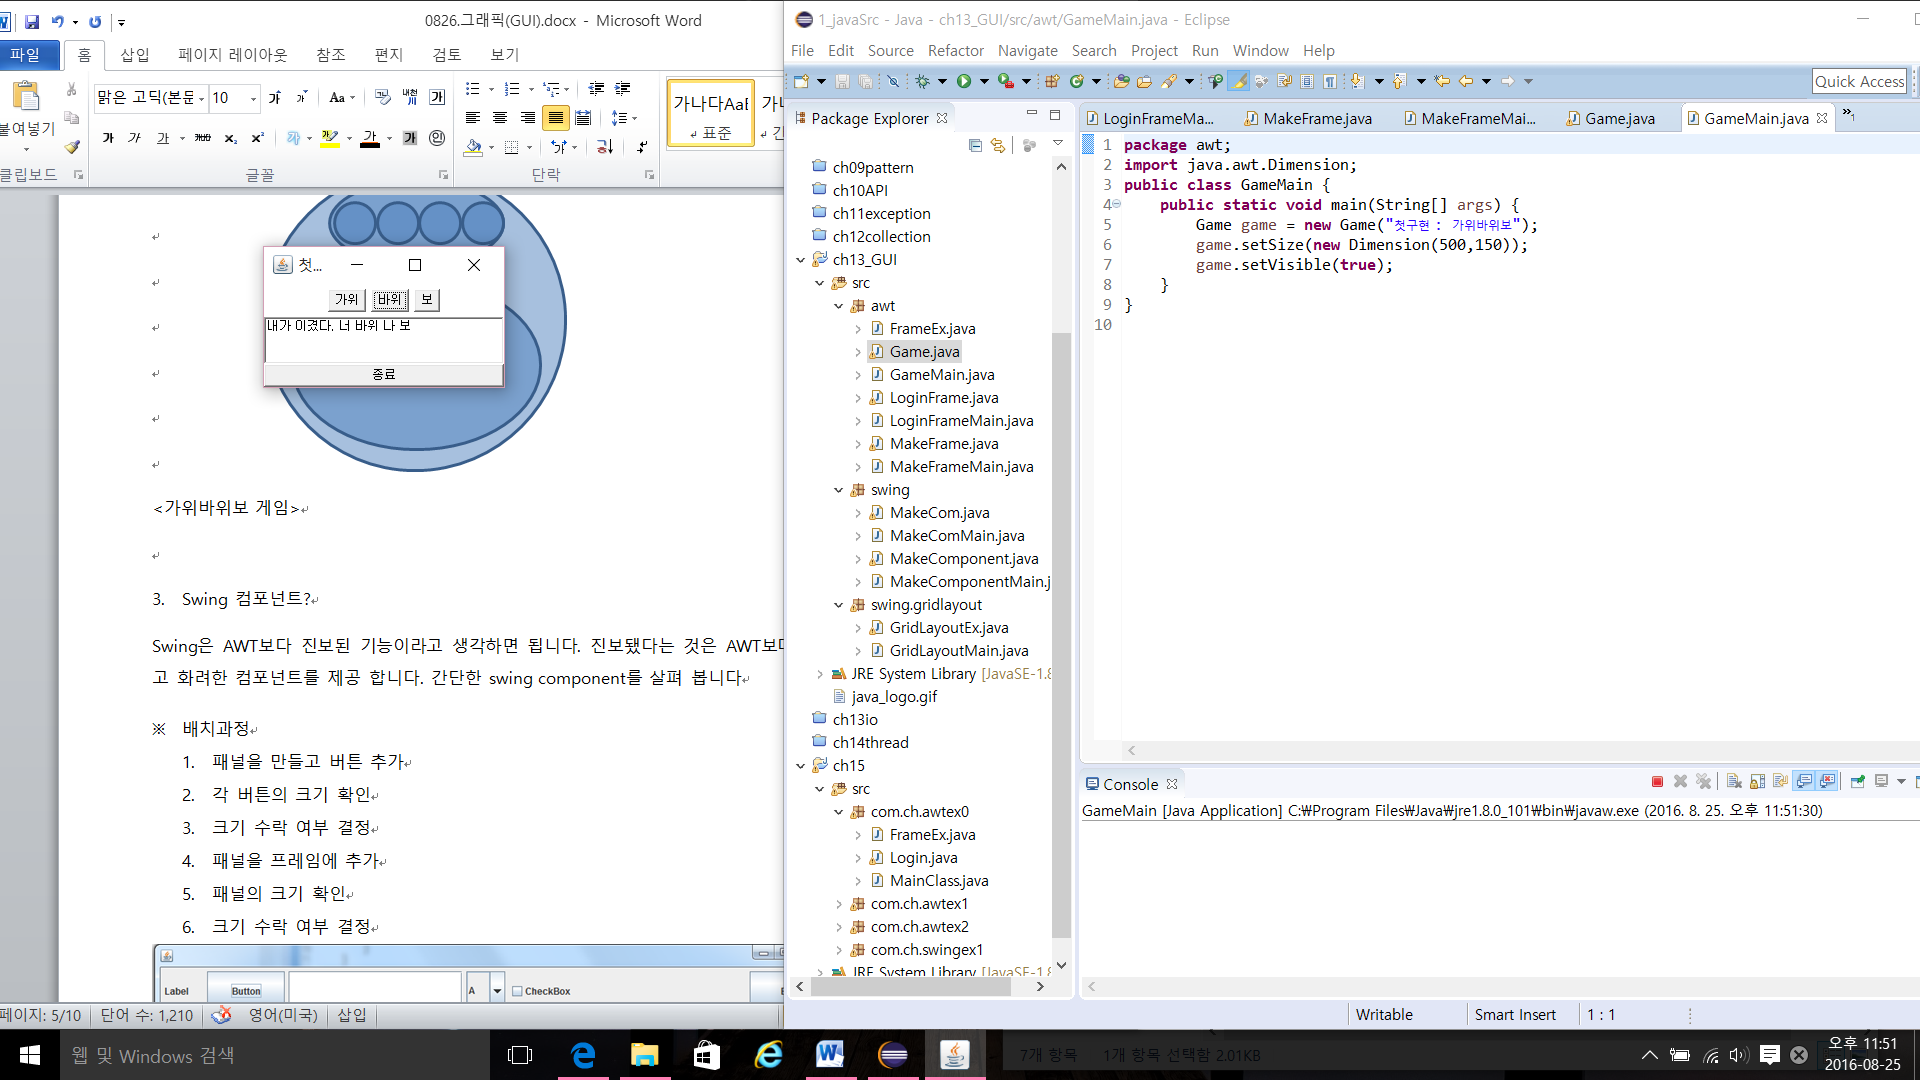 0826.그래픽(GUI).docx - Microsoft Word
파일 홈 삽입 페이지 레이아웃 참조 편지 검토 보기
붙여넣기
맑은 고딕(본문 10
가나다AaB
표준
클립보드 글꼴 단락
첫...
가위 바위 보
내가 이겼다. 너 바위 나 보
종료
<가위바위보 게임>
3. Swing 컴포넌트?
Swing은 AWT보다 진보된 기능이라고 생각하면 됩니다. 진보됐다는 것은 AWT보다
고 화려한 컴포넌트를 제공 합니다. 간단한 swing component를 살펴 봅니다
※ 배치과정
1. 패널을 만들고 버튼 추가
2. 각 버튼의 크기 확인
3. 크기 수락 여부 결정
4. 패널을 프레임에 추가
5. 패널의 크기 확인
6. 크기 수락 여부 결정
Label Button A CheckBox
페이지: 5/10 단어 수: 1,210 영어(미국) 삽입
1_javaSrc - Java - ch13_GUI/src/awt/GameMain.java - Eclipse
File Edit Source Refactor Navigate Search Project Run Window Help
Quick Access
Package Explorer
ch09pattern
ch10API
ch11exception
ch12collection
ch13_GUI
src
awt
FrameEx.java
Game.java
GameMain.java
LoginFrame.java
LoginFrameMain.java
MakeFrame.java
MakeFrameMain.java
swing
MakeCom.java
MakeComMain.java
MakeComponent.java
MakeComponentMain.j
swing.gridlayout
GridLayoutEx.java
GridLayoutMain.java
JRE System Library [JavaSE-1.8
java_logo.gif
ch13io
ch14thread
ch15
src
com.ch.awtex0
FrameEx.java
Login.java
MainClass.java
com.ch.awtex1
com.ch.awtex2
com.ch.swingex1
JRE System Library [JavaSE-1.8
LoginFrameMa... MakeFrame.java MakeFrameMai... Game.java GameMain.java »1
1 package awt;
2 import java.awt.Dimension;
3 public class GameMain {
4 public static void main(String[] args) {
5 Game game = new Game("첫구현 : 가위바위보");
6 game.setSize(new Dimension(500,150));
7 game.setVisible(true);
8 }
9 }
10
Console
GameMain [Java Application] C:₩Program Files₩Java₩jre1.8.0_101₩bin₩javaw.exe (2016. 8. 25. 오후 11:51:30)
Writable Smart Insert 1 : 1
웹 및 Windows 검색
7개 항목 1개 항목 선택함 2.01KB
오후 11:51
2016-08-25